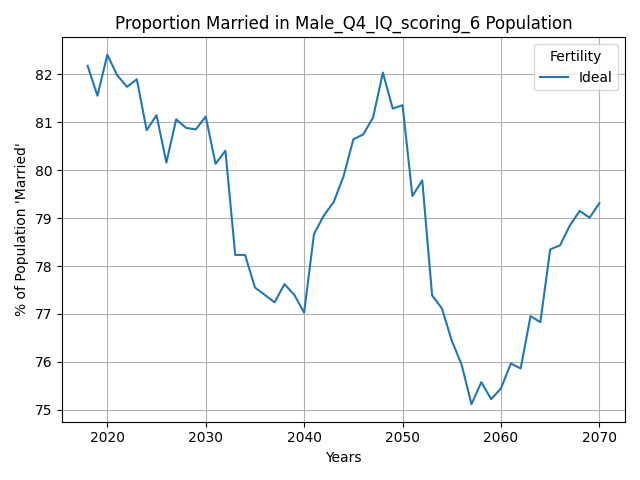 Proportion Married in Male_Q4_IQ_scoring_6 Population
Fertility
Ideal
% of Population 'Married'
82
81
80
79
78
77
76
75
2020 2030 2040 2050 2060 2070
Years